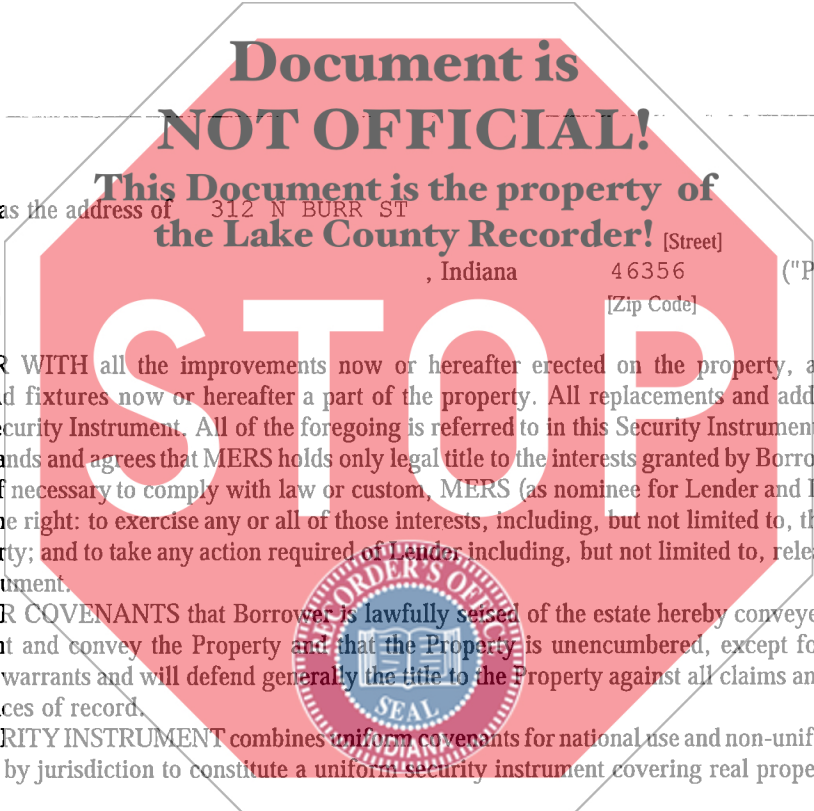 Document is
NOT OFFICIAL!
This Document is the property of
as the address of 312 N BURR ST
the Lake County Recorder! [Street]
, Indiana 46356 ("P
[Zip Code]
STOP
R WITH all the improvements now or hereafter erected on the property, a
d fixtures now or hereafter a part of the property. All replacements and add
ecurity Instrument. All of the foregoing is referred to in this Security Instrument
ands and agrees that MERS holds only legal title to the interests granted by Borro
f necessary to comply with law or custom, MERS (as nominee for Lender and L
e right: to exercise any or all of those interests, including, but not limited to, th
rty; and to take any action required of Lender including, but not limited to, relea
ument.
R COVENANTS that Borrower is lawfully seised of the estate hereby conveye
t and convey the Property and that the Property is unencumbered, except fo
warrants and will defend generally the title to the Property against all claims an
ces of record.
RITY INSTRUMENT combines uniform covenants for national use and non-unif
by jurisdiction to constitute a uniform security instrument covering real prope
RECORDER'S OFFICE
SEAL